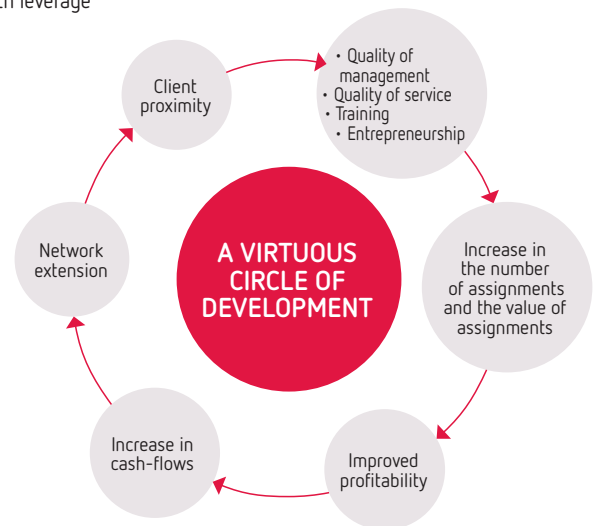 leverage
• Quality of
management
• Quality of service
• Training
• Entrepreneurship
Client
proximity
Network
extension
A VIRTUOUS
CIRCLE OF
DEVELOPMENT
Increase in
the number
of assignments
and the value of
assignments
Increase in
cash-flows
Improved
profitability